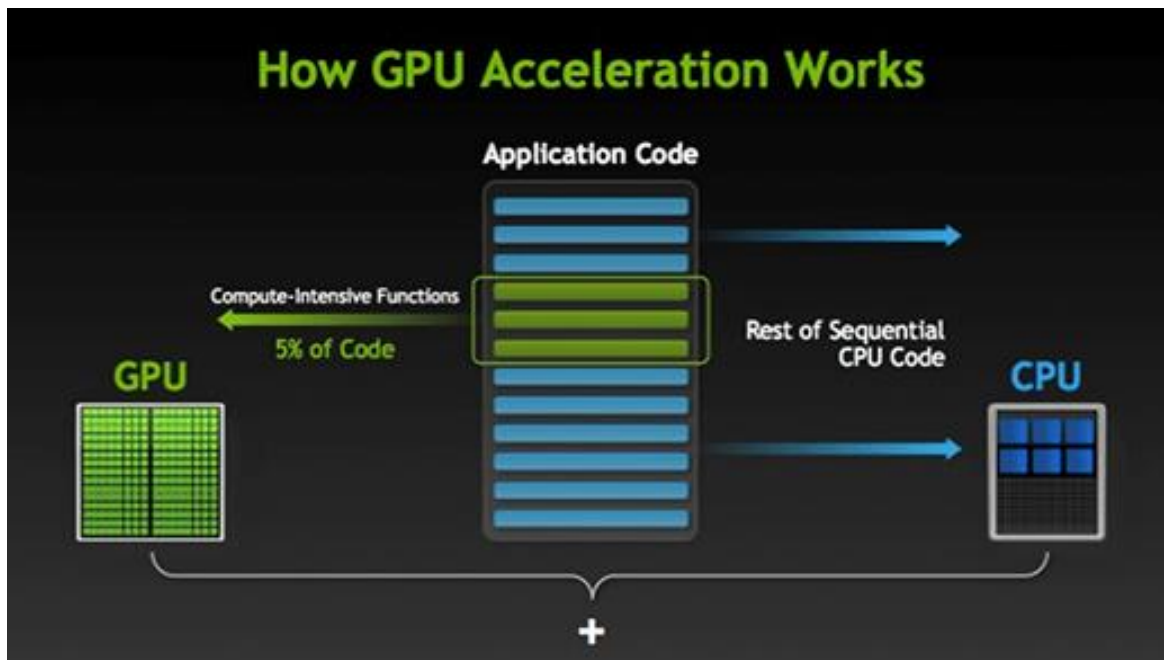 How GPU Acceleration Works
Application Code
Compute-Intensive Functions
5% of Code
Rest of Sequential
CPU Code
GPU
CPU
+